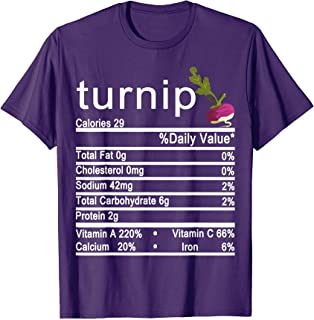 turnip
Calories 29
%Daily Value*
Total Fat 0g 0%
Cholesterol 0mg 0%
Sodium 42mg 2%
Total Carbohydrate 6g 2%
Protein 2g
Vitamin A 220% • Vitamin C 66%
Calcium 20% • Iron 6%